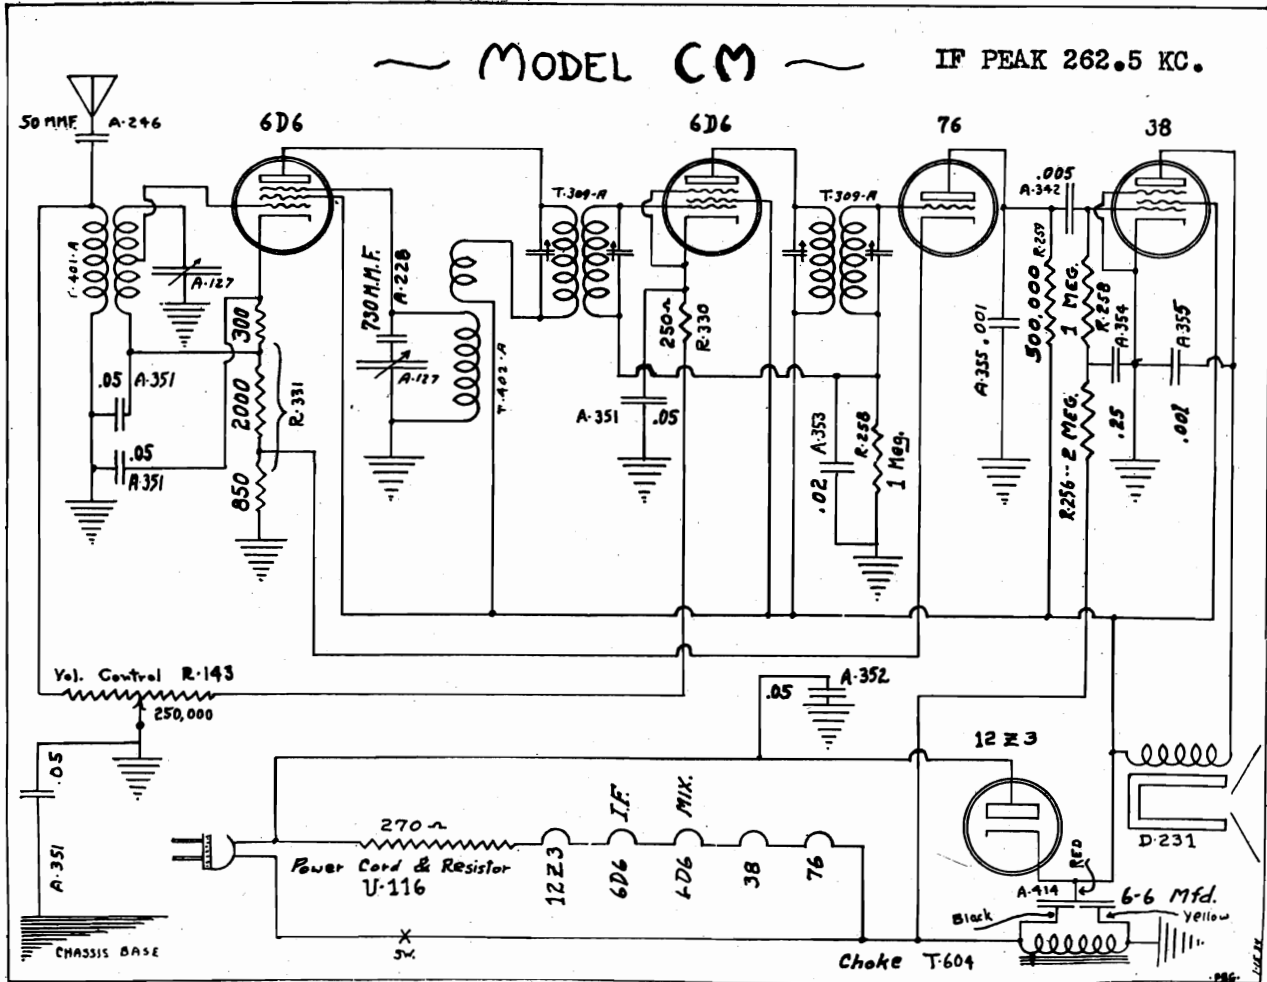 ~ MODEL CM ~
IF PEAK 262.5 KC.
50 MMF.
A-246
6D6
6D6
76
38
T-401-A
A-127
300
2000
850
R-331
.05
A-351
.05
A-351
730 M.M.F.
A-228
A-127
T-402-A
T-309-A
250Ω
R-330
A-351
.05
T-309-A
A-353
.02
R-258
1 Meg.
A-355
.001
.005
A-342
R-259
500,000
1 MEG.
R-258
A-354
.25
A-355
.001
R-256--2 MEG.
Vol. Control R-143
250,000
.05
A-351
CHASSIS BASE
.05
A-352
12Z3
D-231
270 Ω
Power Cord & Resistor
U-116
12Z3
6D6
I.F.
6D6
MIX.
38
76
SW.
RED
A-414
6-6 Mfd.
Black
Yellow
Choke T-604